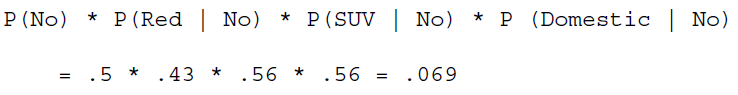 P(No) * P(Red | No) * P(SUV | No) * P (Domestic | No)
= .5 * .43 * .56 * .56 = .069